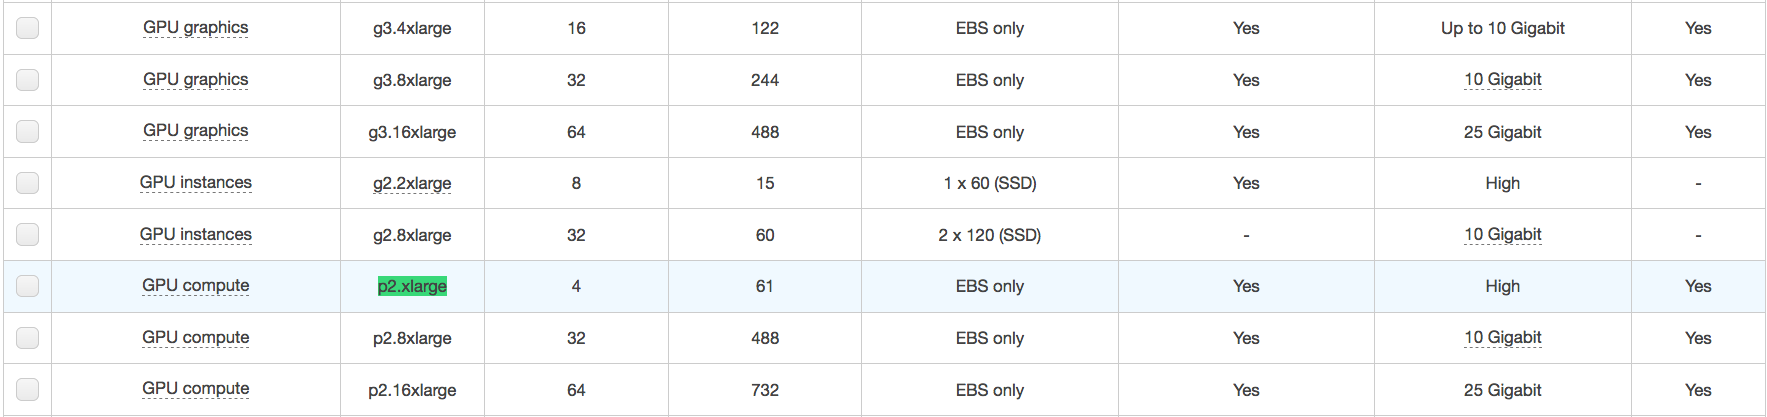 GPU graphics g3.4xlarge 16 122 EBS only Yes Up to 10 Gigabit Yes
GPU graphics g3.8xlarge 32 244 EBS only Yes 10 Gigabit Yes
GPU graphics g3.16xlarge 64 488 EBS only Yes 25 Gigabit Yes
GPU instances g2.2xlarge 8 15 1 x 60 (SSD) Yes High -
GPU instances g2.8xlarge 32 60 2 x 120 (SSD) - 10 Gigabit -
GPU compute p2.xlarge 4 61 EBS only Yes High Yes
GPU compute p2.8xlarge 32 488 EBS only Yes 10 Gigabit Yes
GPU compute p2.16xlarge 64 732 EBS only Yes 25 Gigabit Yes